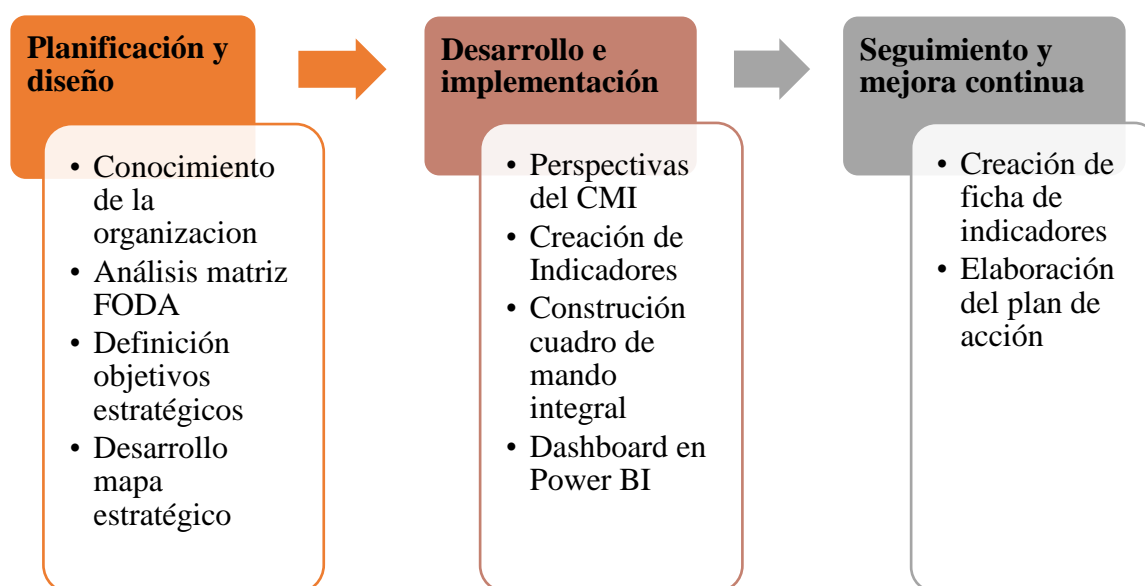 Planificación y
diseño
• Conocimiento
de la
organizacion
• Análisis matriz
FODA
• Definición
objetivos
estratégicos
• Desarrollo
mapa
estratégico
Desarrollo e
implementación
• Perspectivas
del CMI
• Creación de
Indicadores
• Construción
cuadro de
mando
integral
• Dashboard en
Power BI
Seguimiento y
mejora continua
• Creación de
ficha de
indicadores
• Elaboración
del plan de
acción